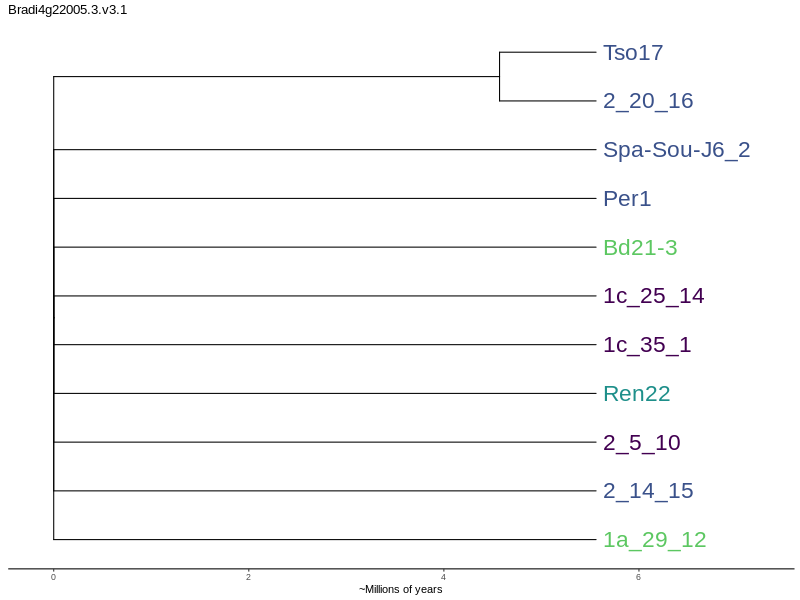 Bradi4g22005.3.v3.1
Tso17
2_20_16
Spa-Sou-J6_2
Per1
Bd21-3
1c_25_14
1c_35_1
Ren22
2_5_10
2_14_15
1a_29_12
0 2 4 6
~Millions of years